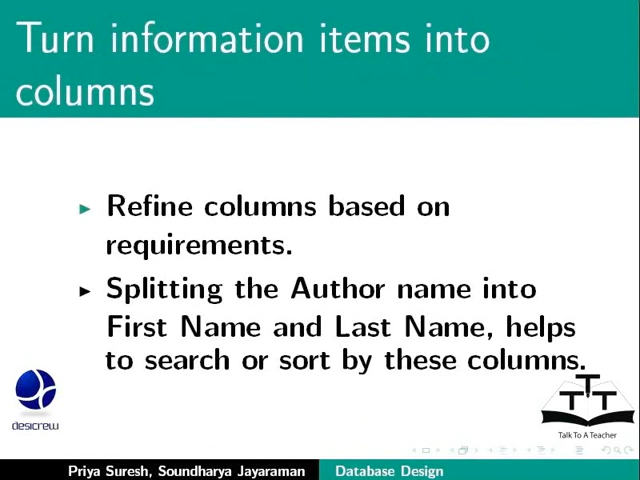 Turn information items into
columns
Refine columns based on
requirements.
Splitting the Author name into
First Name and Last Name, helps
to search or sort by these columns.
desicrew
TTT
Talk To A Teacher
Priya Suresh, Soundharya Jayaraman Database Design